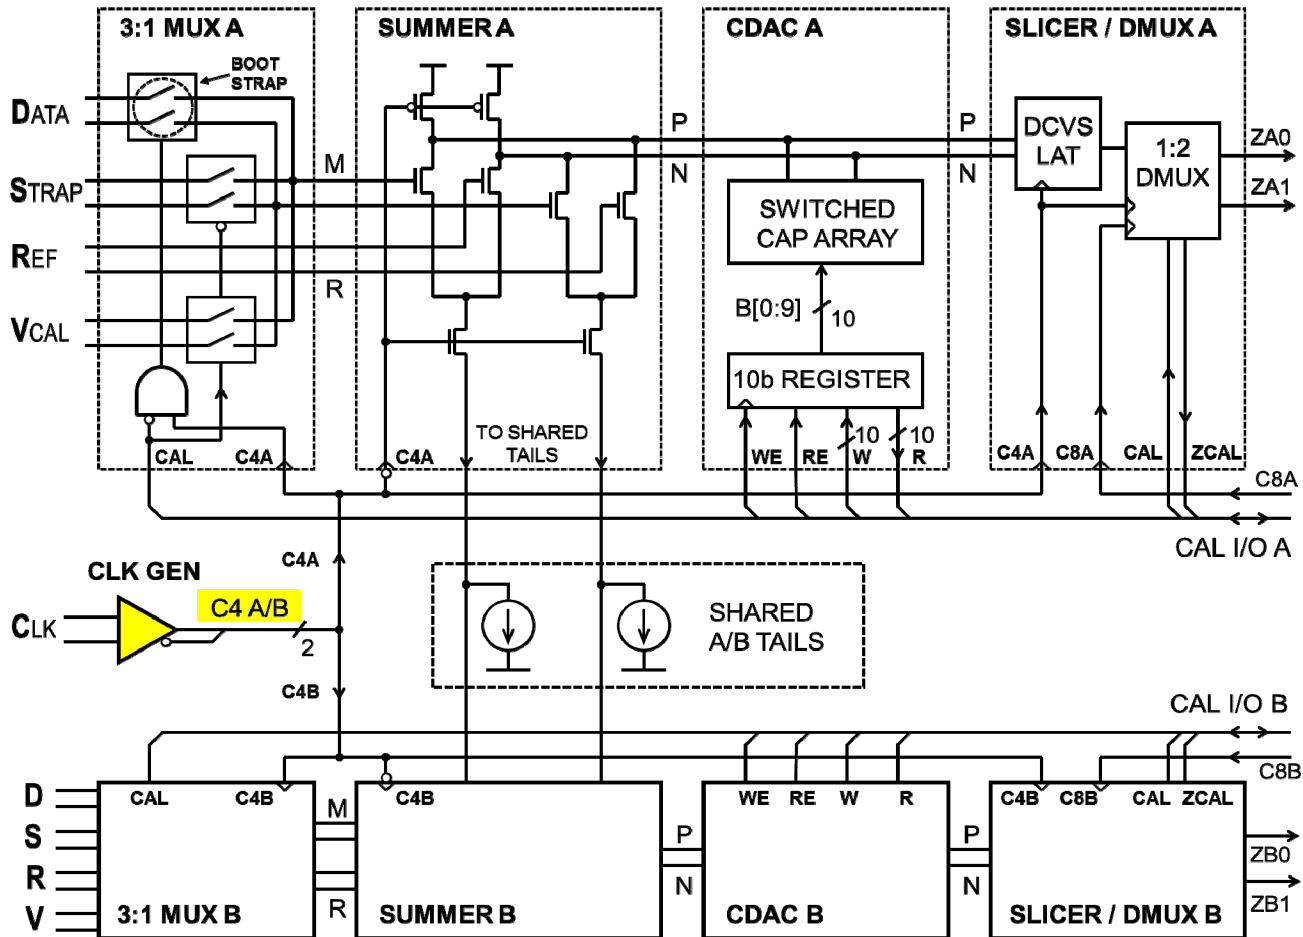 3:1 MUX A
SUMMER A
CDAC A
SLICER / DMUX A
BOOT
STRAP
DATA
STRAP
REF
VCAL
M
R
P
N
P
N
DCVS
LAT
1:2
DMUX
ZA0
ZA1
SWITCHED
CAP ARRAY
B[0:9]
10
10b REGISTER
TO SHARED
TAILS
CAL
C4A
C4A
WE
RE
10
W
10
R
C4A
C8A
CAL
ZCAL
C8A
CAL I/O A
C4A
CLK GEN
CLK
C4 A/B
2
SHARED
A/B TAILS
C4B
CAL I/O B
C8B
D
S
R
V
CAL
C4B
M
R
C4B
P
N
WE
RE
W
R
P
N
C4B
C8B
CAL
ZCAL
ZB0
ZB1
3:1 MUX B
SUMMER B
CDAC B
SLICER / DMUX B